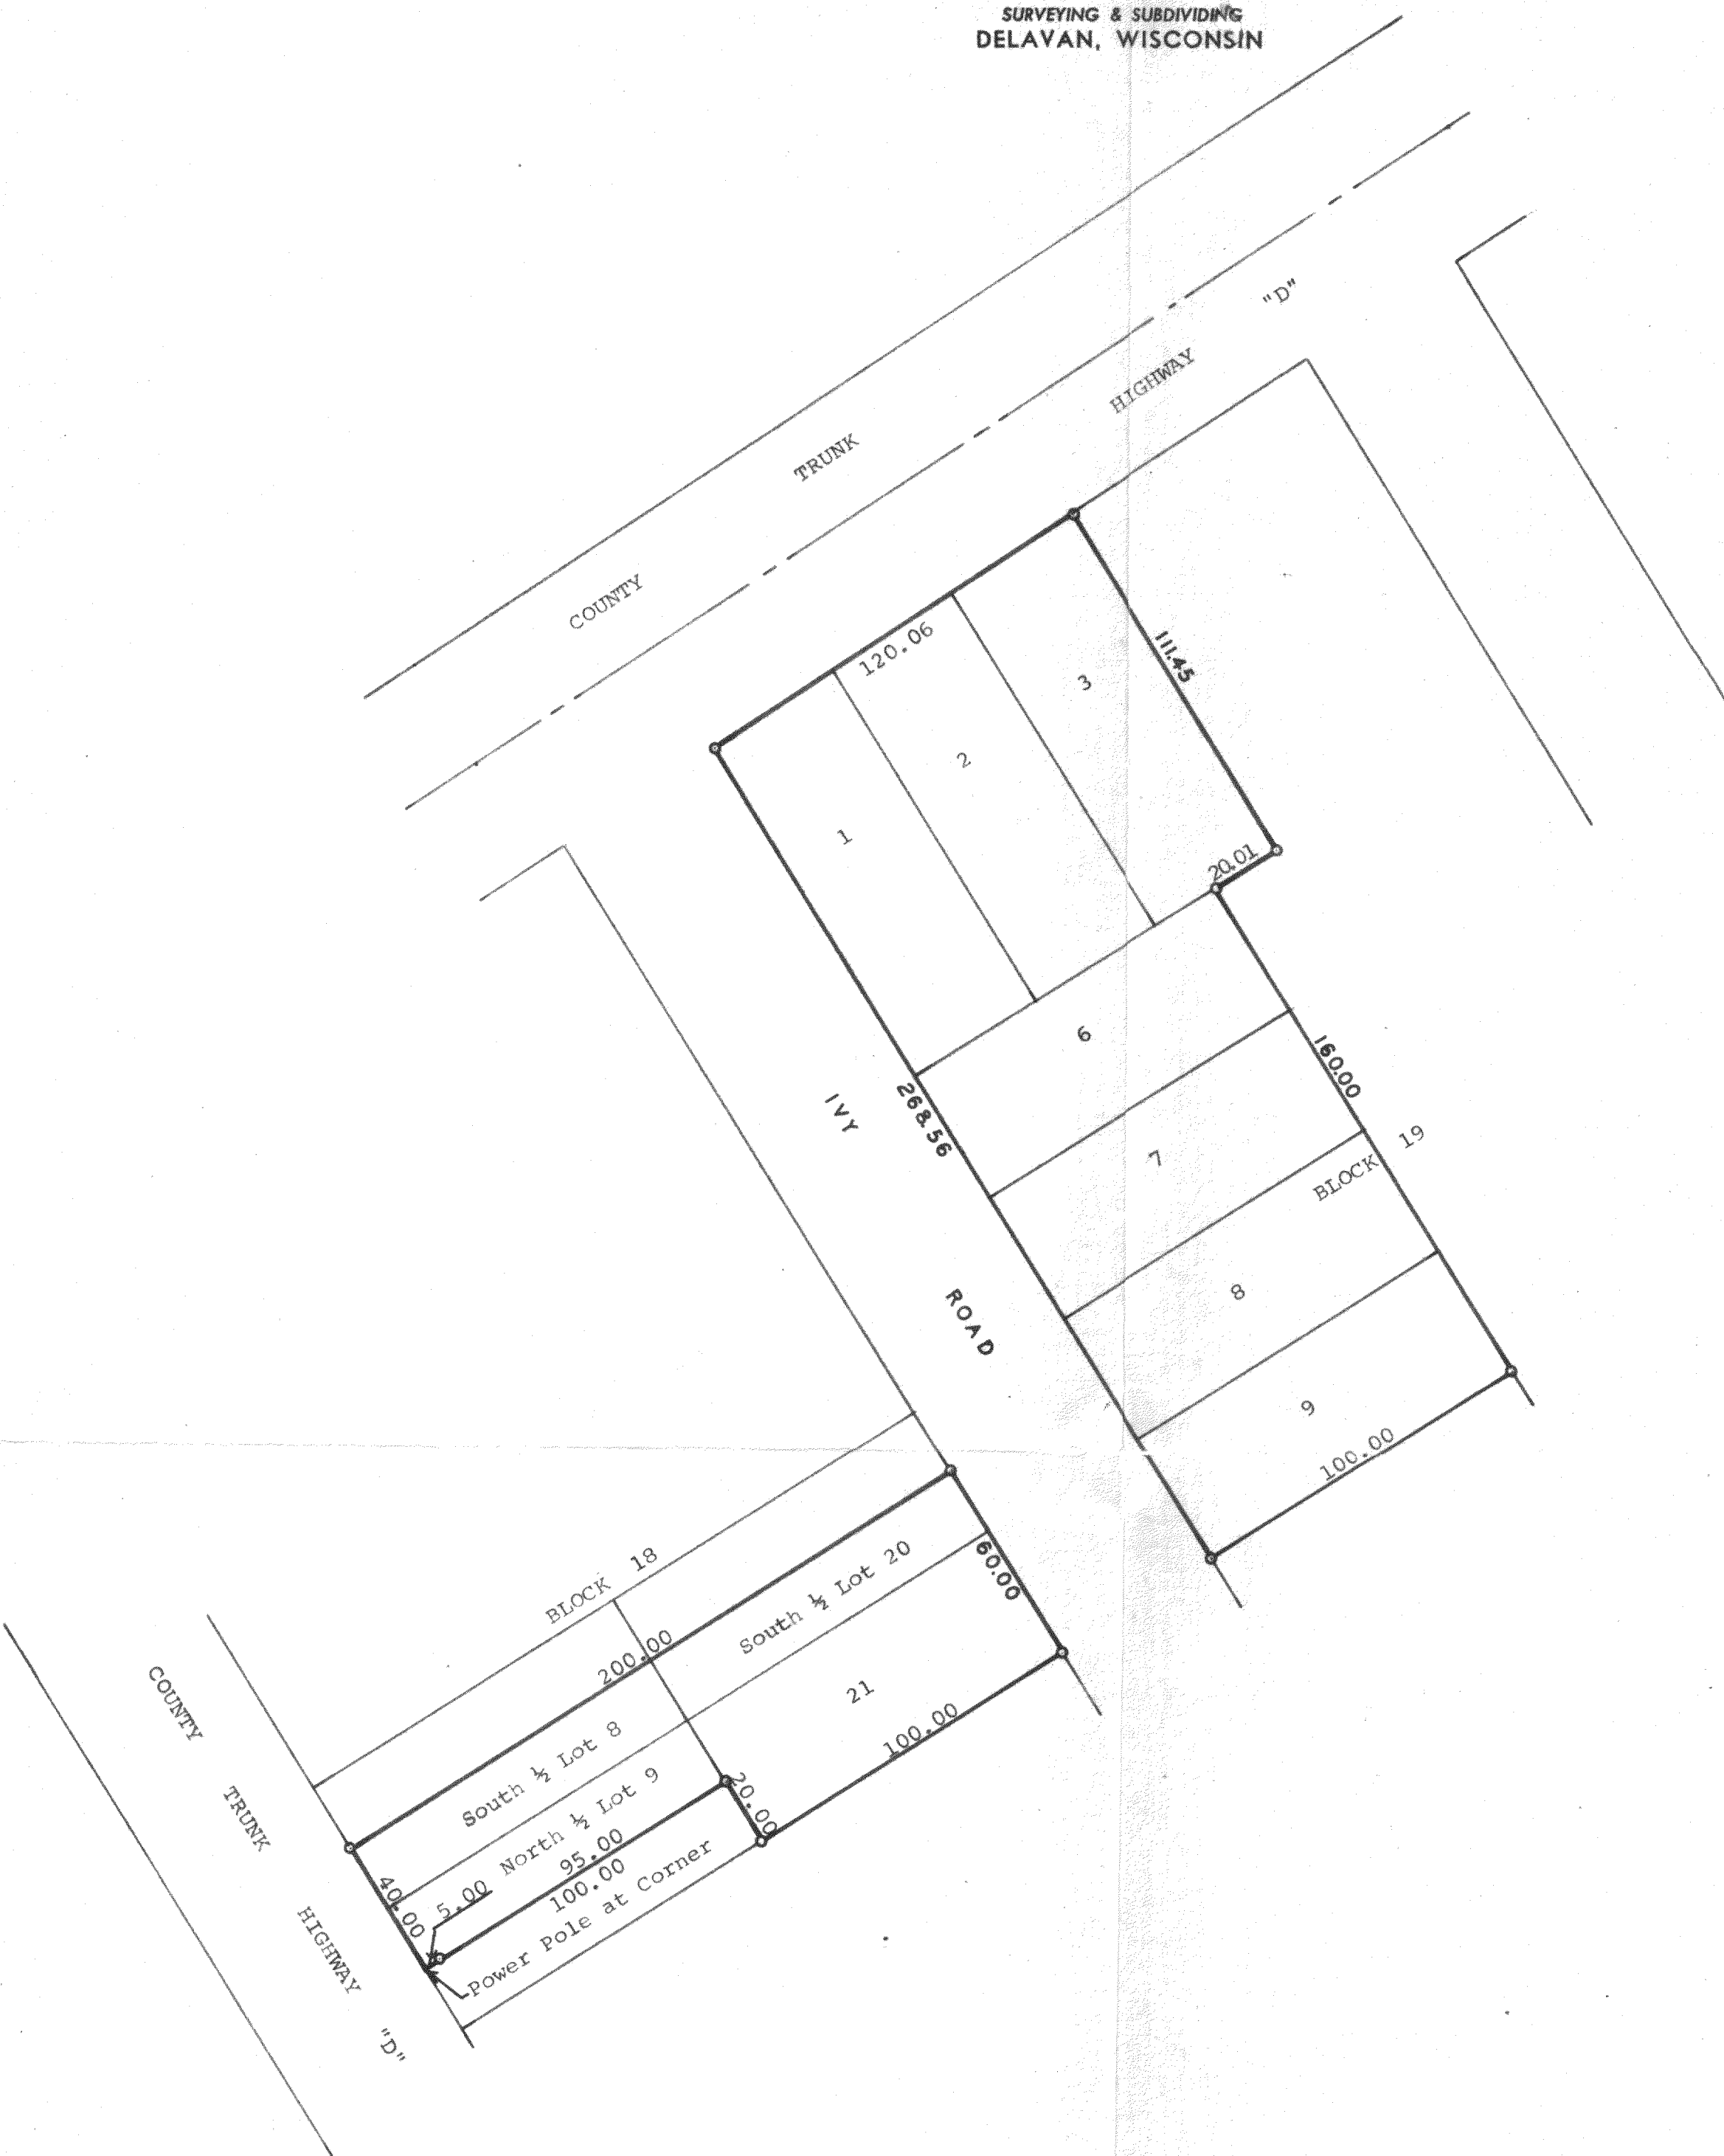 SURVEYING & SUBDIVIDING
DELAVAN, WISCONSIN
COUNTY TRUNK HIGHWAY "D"
120.06
111.45
3
2
1
20.01
6
268.56
160.00
IVY ROAD
7
BLOCK 19
8
9
100.00
BLOCK 18
200.00
South ½ Lot 20
60.00
21
100.00
South ½ Lot 8
North ½ Lot 9
20.00
40.00
5.00
95.00
100.00
Power Pole at Corner
COUNTY TRUNK HIGHWAY "D"